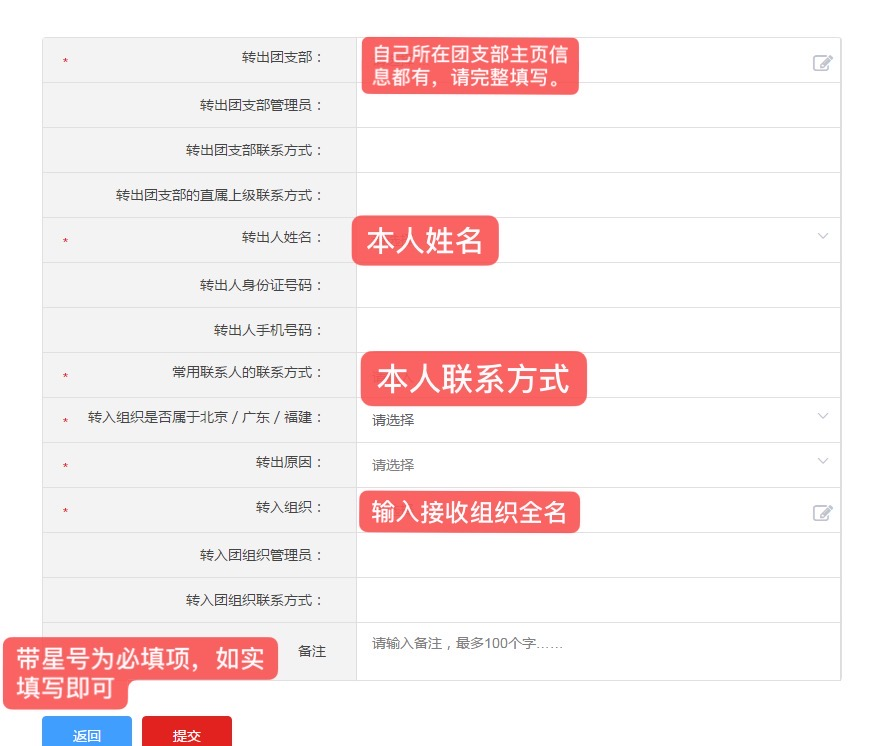 * 转出团支部： 自己所在团支部主页信
息都有，请完整填写。
转出团支部管理员：
转出团支部联系方式：
转出团支部的直属上级联系方式：
* 转出人姓名： 本人姓名
转出人身份证号码：
转出人手机号码：
* 常用联系人的联系方式： 本人联系方式
* 转入组织是否属于北京 / 广东 / 福建： 请选择
* 转出原因： 请选择
* 转入组织： 输入接收组织全名
转入团组织管理员：
转入团组织联系方式：
备注 请输入备注，最多100个字……
带星号为必填项，如实
填写即可
返回 提交